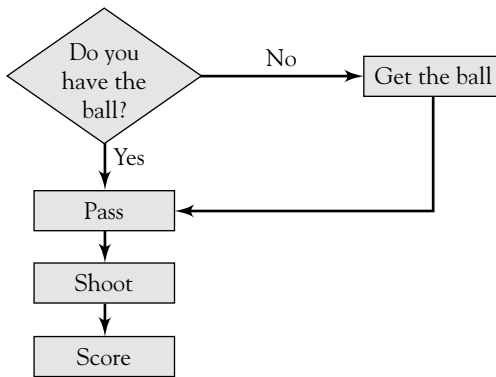 Do you
have the
ball?
No
Get the ball
Yes
Pass
Shoot
Score